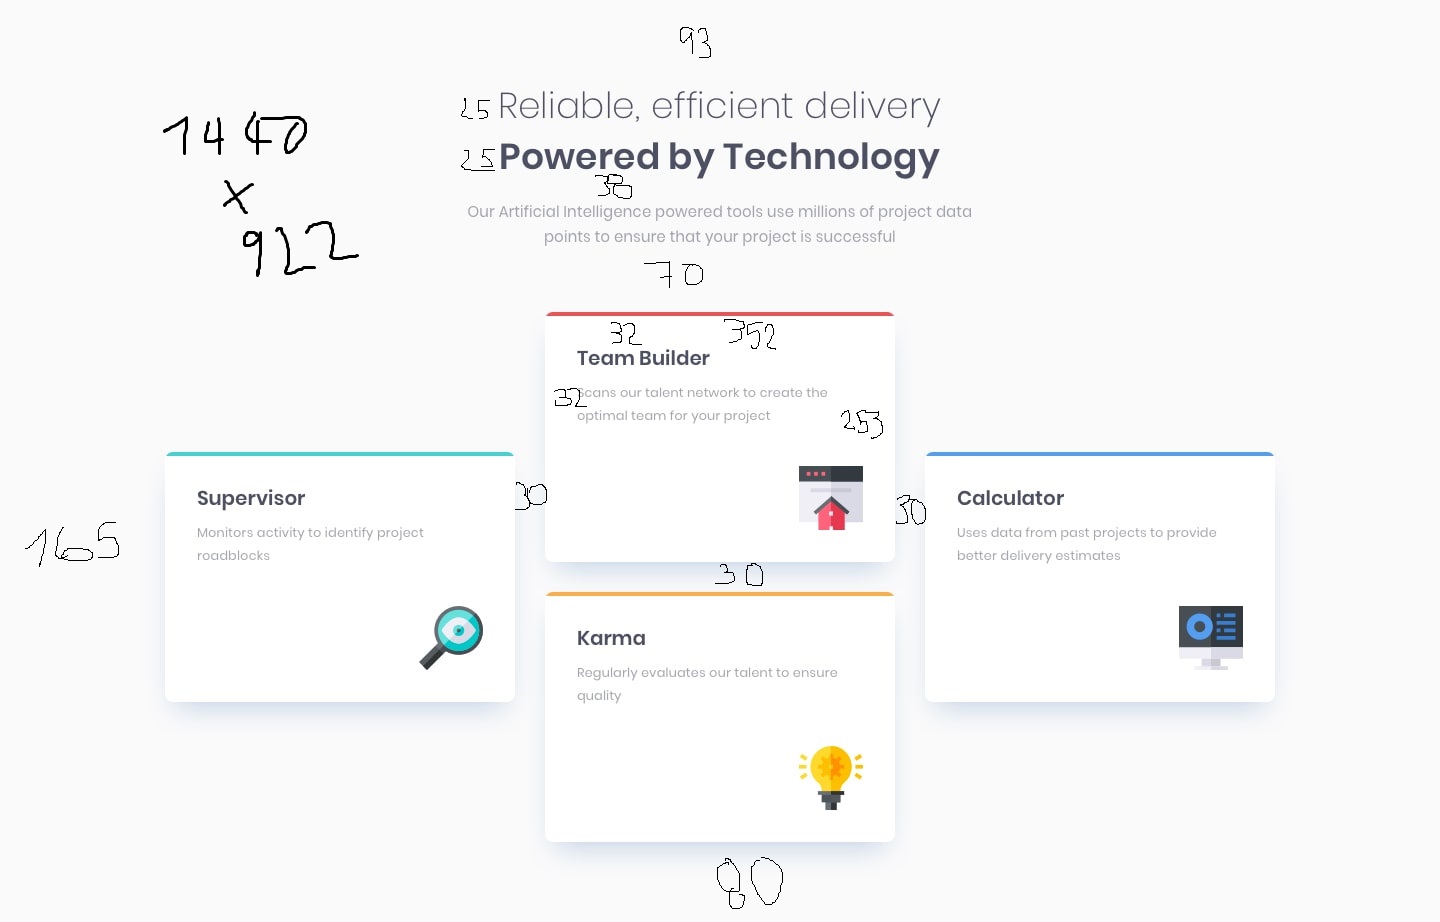 93
25 Reliable, efficient delivery
1440
25 Powered by Technology
x
30
922
Our Artificial Intelligence powered tools use millions of project data
points to ensure that your project is successful
70
32 352
Team Builder
32 Scans our talent network to create the
optimal team for your project
253
165
Supervisor
Monitors activity to identify project
roadblocks
30
30
Calculator
Uses data from past projects to provide
better delivery estimates
30
Karma
Regularly evaluates our talent to ensure
quality
80